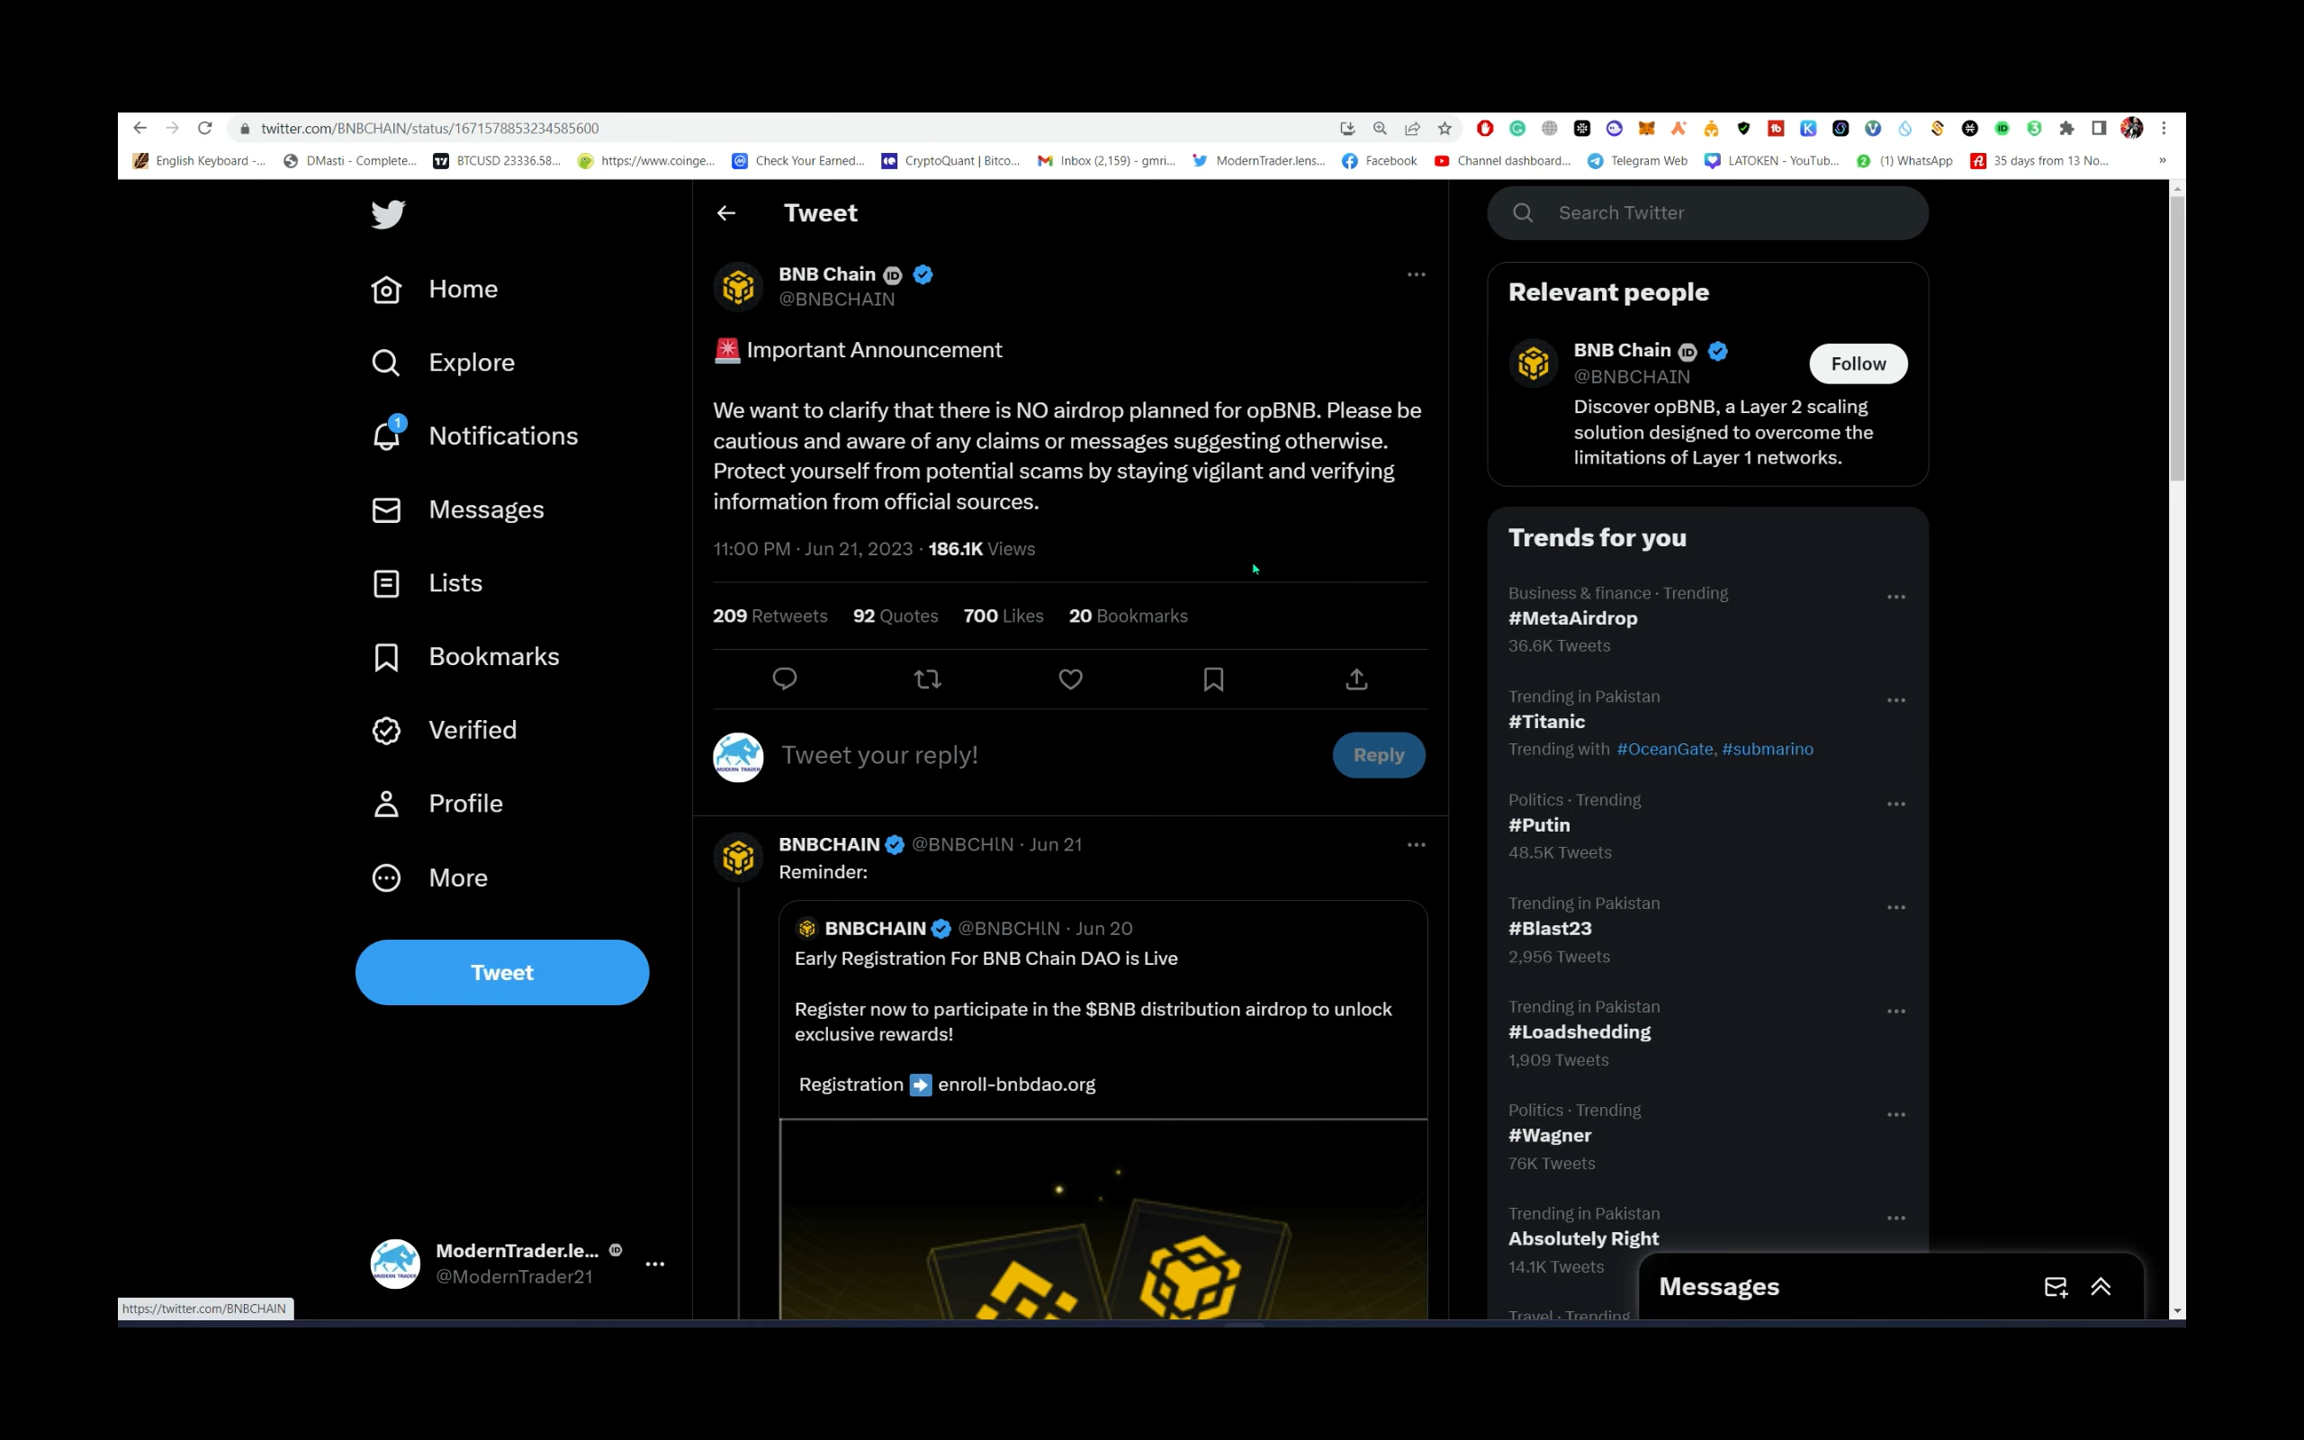 twitter.com/BNBCHAIN/status/1671578853234585600
English Keyboard -...
DMasti - Complete...
BTCUSD 23336.58...
https://www.coinge...
Check Your Earned...
CryptoQuant | Bitco...
Inbox (2,159) - gmri...
ModernTrader.lens...
Facebook
Channel dashboard...
Telegram Web
LATOKEN - YouTub...
(1) WhatsApp
35 days from 13 No...
»
Home
Explore
1
Notifications
Messages
Lists
Bookmarks
Verified
Profile
More
Tweet
ModernTrader.le...
@ModernTrader21
https://twitter.com/BNBCHAIN
Tweet
BNB Chain
@BNBCHAIN
Important Announcement
We want to clarify that there is NO airdrop planned for opBNB. Please be
cautious and aware of any claims or messages suggesting otherwise.
Protect yourself from potential scams by staying vigilant and verifying
information from official sources.
11:00 PM · Jun 21, 2023 · 186.1K Views
209 Retweets 92 Quotes 700 Likes 20 Bookmarks
MODERN TRADER
Tweet your reply!
Reply
BNBCHAIN @BNBCHlN · Jun 21
Reminder:
BNBCHAIN @BNBCHlN · Jun 20
Early Registration For BNB Chain DAO is Live
Register now to participate in the $BNB distribution airdrop to unlock
exclusive rewards!
Registration ➡ enroll-bnbdao.org
Search Twitter
Relevant people
BNB Chain
@BNBCHAIN
Follow
Discover opBNB, a Layer 2 scaling
solution designed to overcome the
limitations of Layer 1 networks.
Trends for you
Business & finance · Trending
#MetaAirdrop
36.6K Tweets
Trending in Pakistan
#Titanic
Trending with #OceanGate, #submarino
Politics · Trending
#Putin
48.5K Tweets
Trending in Pakistan
#Blast23
2,956 Tweets
Trending in Pakistan
#Loadshedding
1,909 Tweets
Politics · Trending
#Wagner
76K Tweets
Trending in Pakistan
Absolutely Right
14.1K Tweets
Travel · Trending
Messages